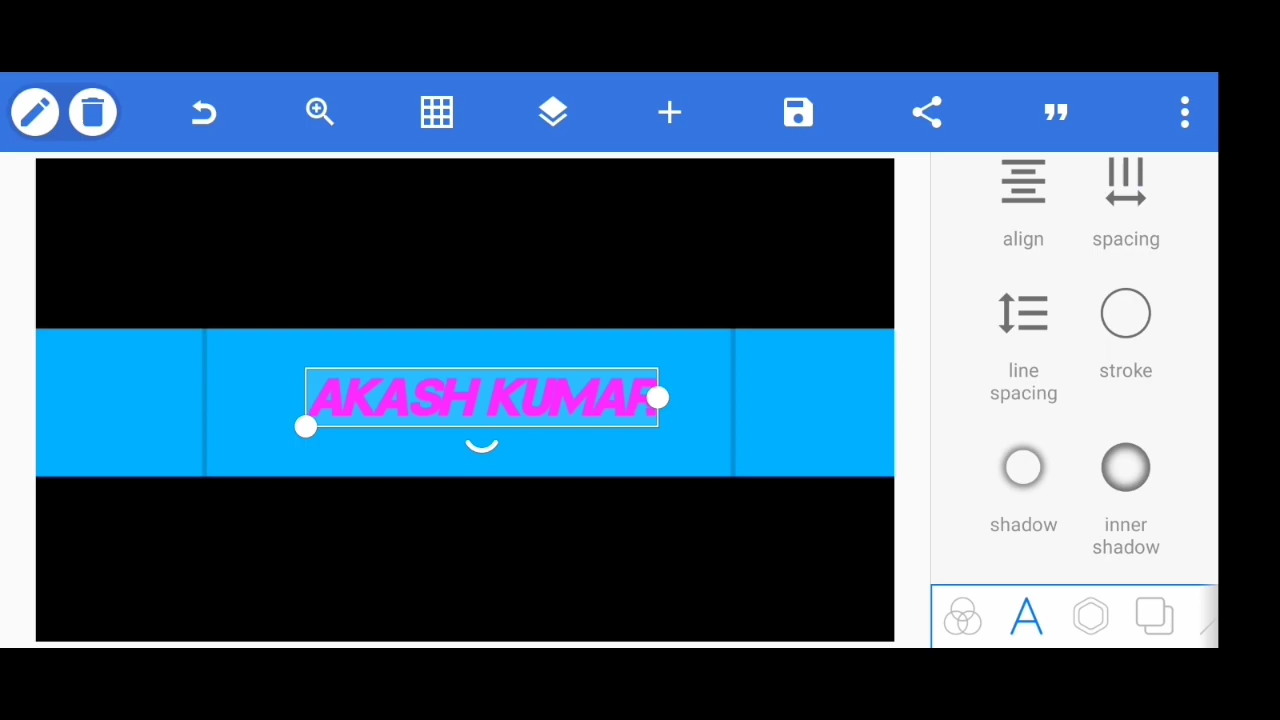 align
spacing
AKASH KUMAR
line
spacing
stroke
shadow
inner
shadow